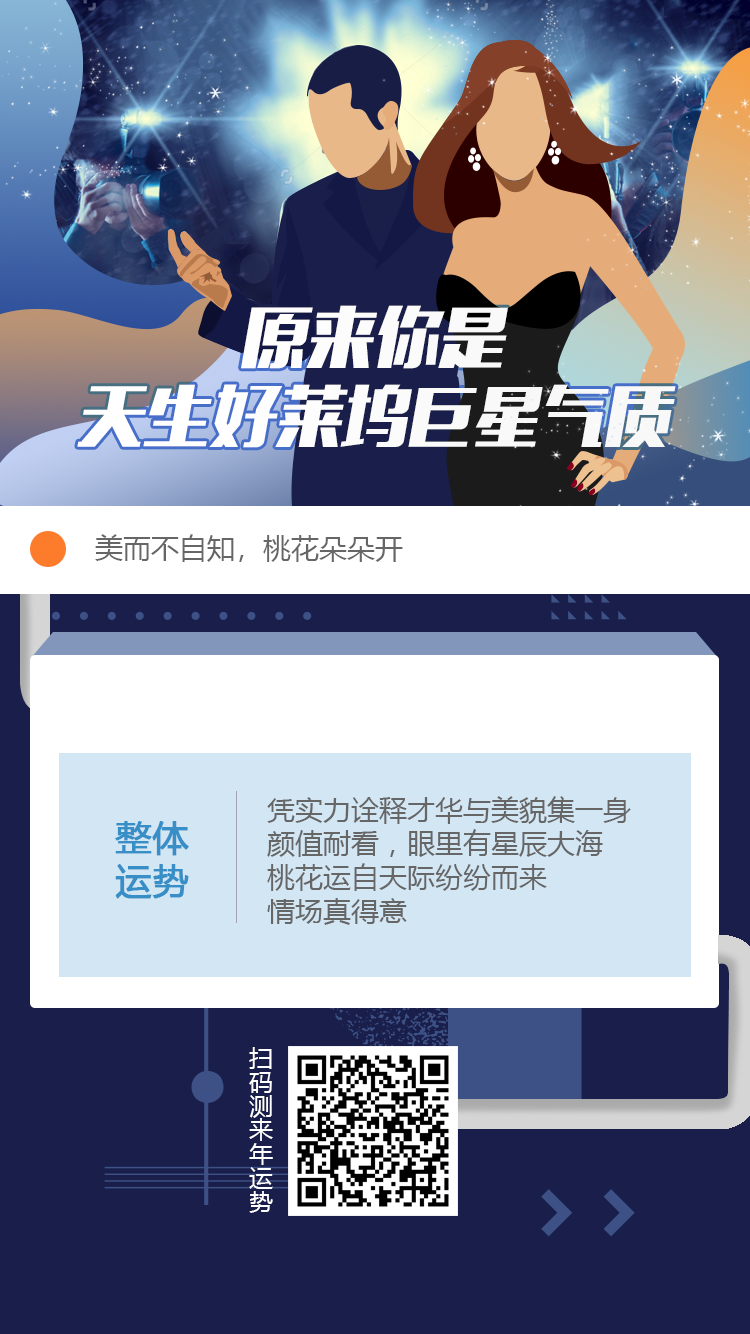 原来你是
天生好莱坞巨星气质
美而不自知，桃花朵朵开
整体
运势
凭实力诠释才华与美貌集一身
颜值耐看，眼里有星辰大海
桃花运自天际纷纷而来
情场真得意
扫码测来年运势